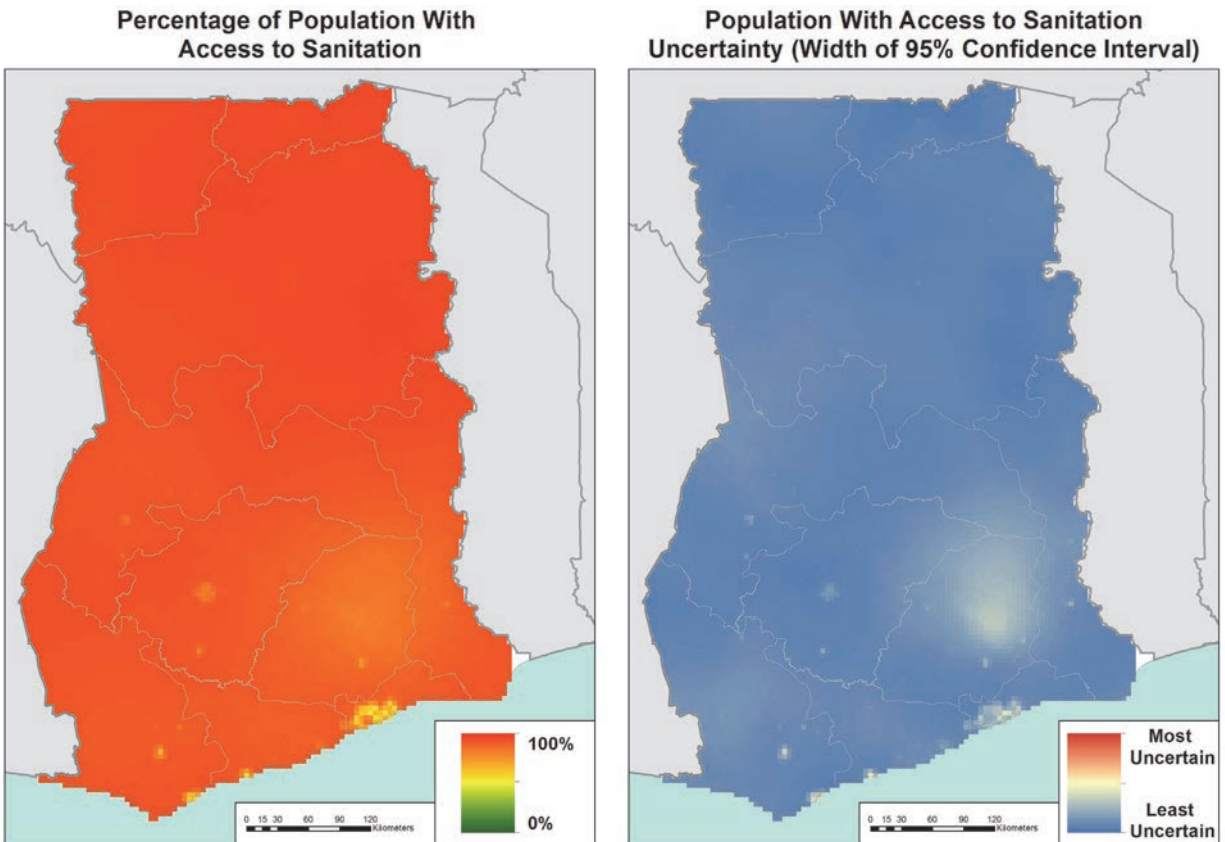 Percentage of Population With
Access to Sanitation
100%
0%
0 15 30 60 90 120
Kilometers
Population With Access to Sanitation
Uncertainty (Width of 95% Confidence Interval)
Most
Uncertain
Least
Uncertain
0 15 30 60 90 120
Kilometers